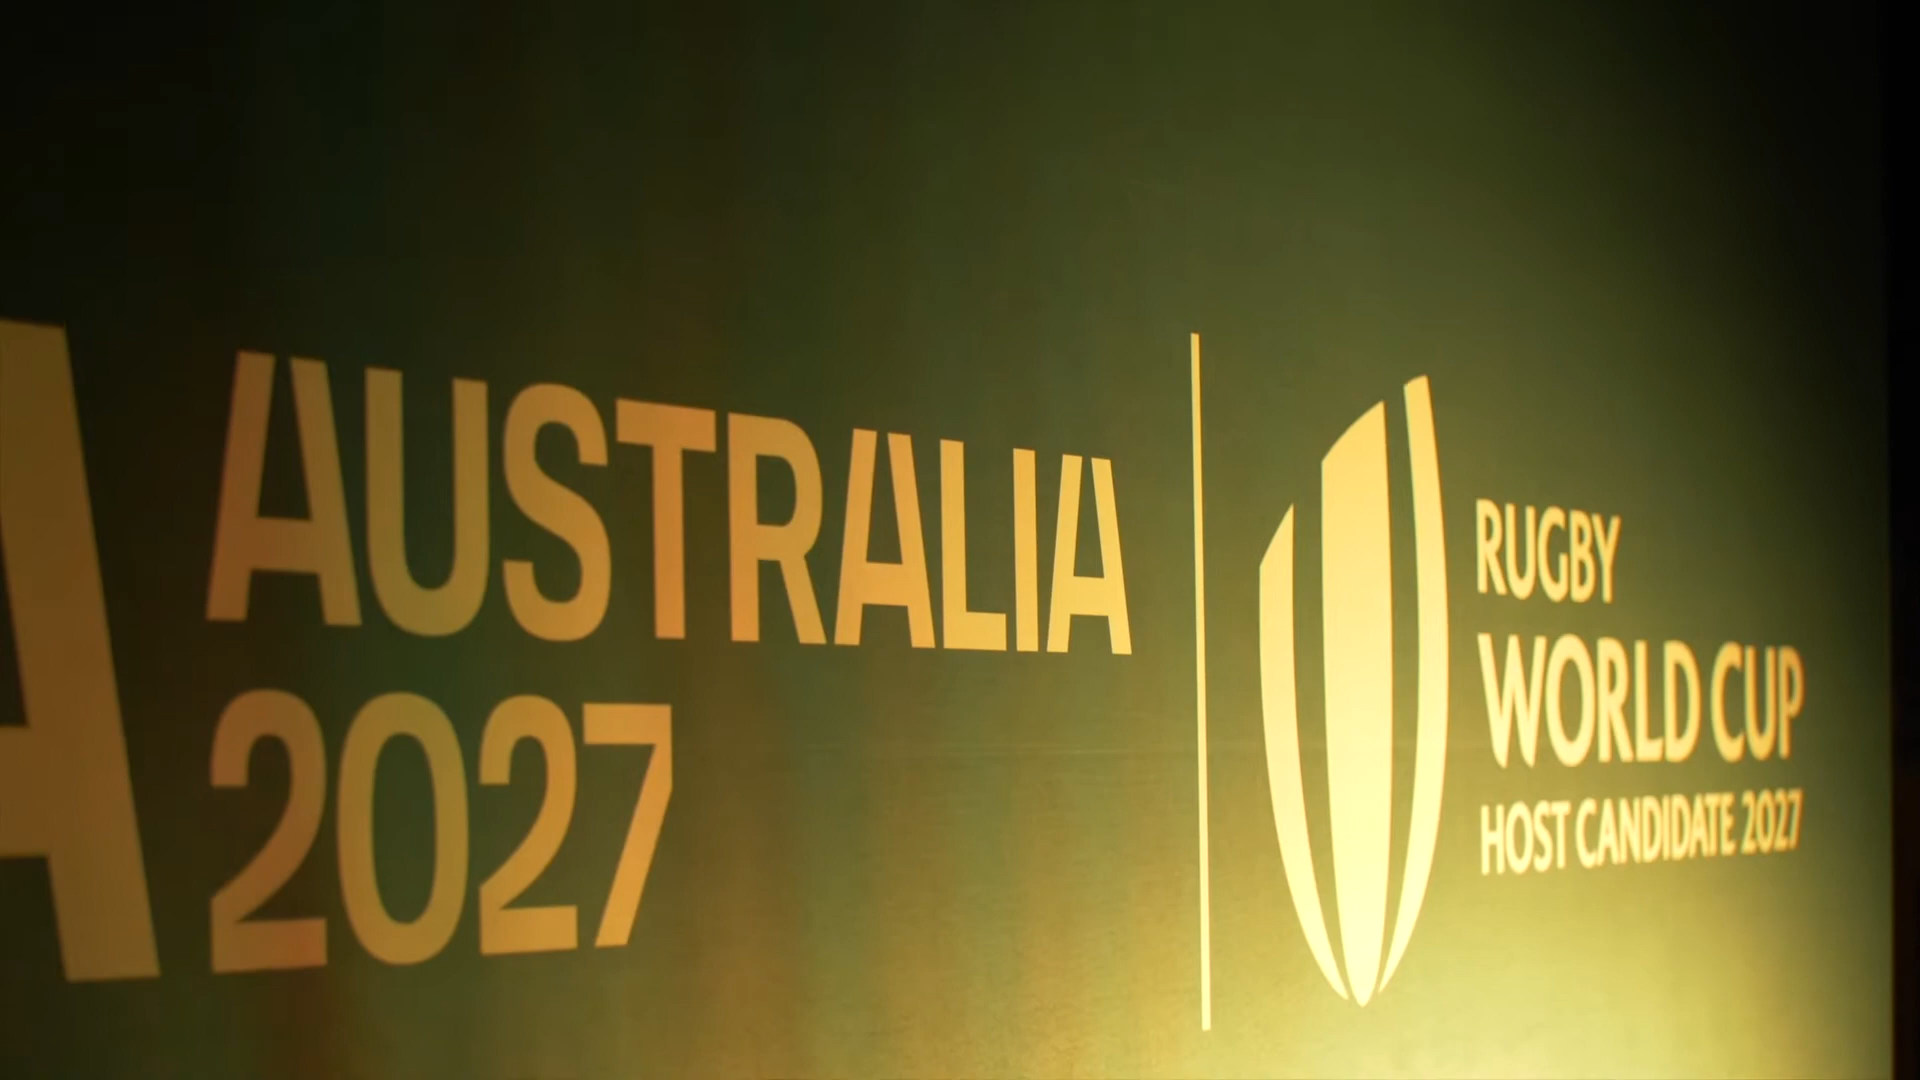 AUSTRALIA
2027
RUGBY
WORLD CUP
HOST CANDIDATE 2027